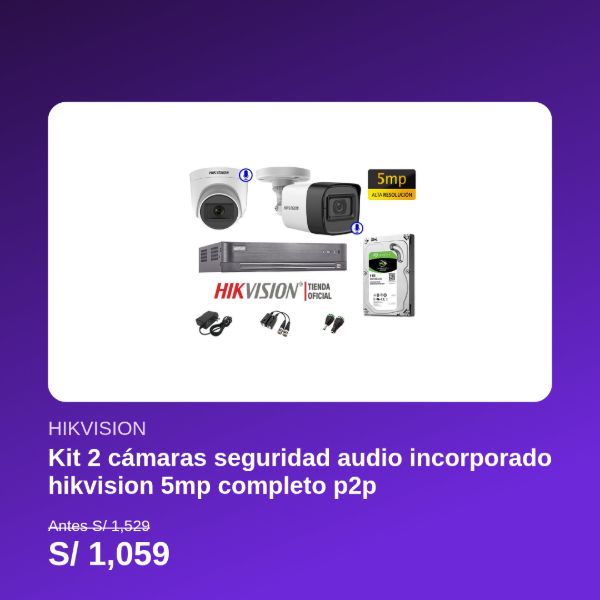 HIKVISION
5mp
ALTA RESOLUCIÓN
HIKVISION
HIKVISION® TIENDA
OFICIAL
HIKVISION
Kit 2 cámaras seguridad audio incorporado
hikvision 5mp completo p2p
Antes S/ 1,529
S/ 1,059